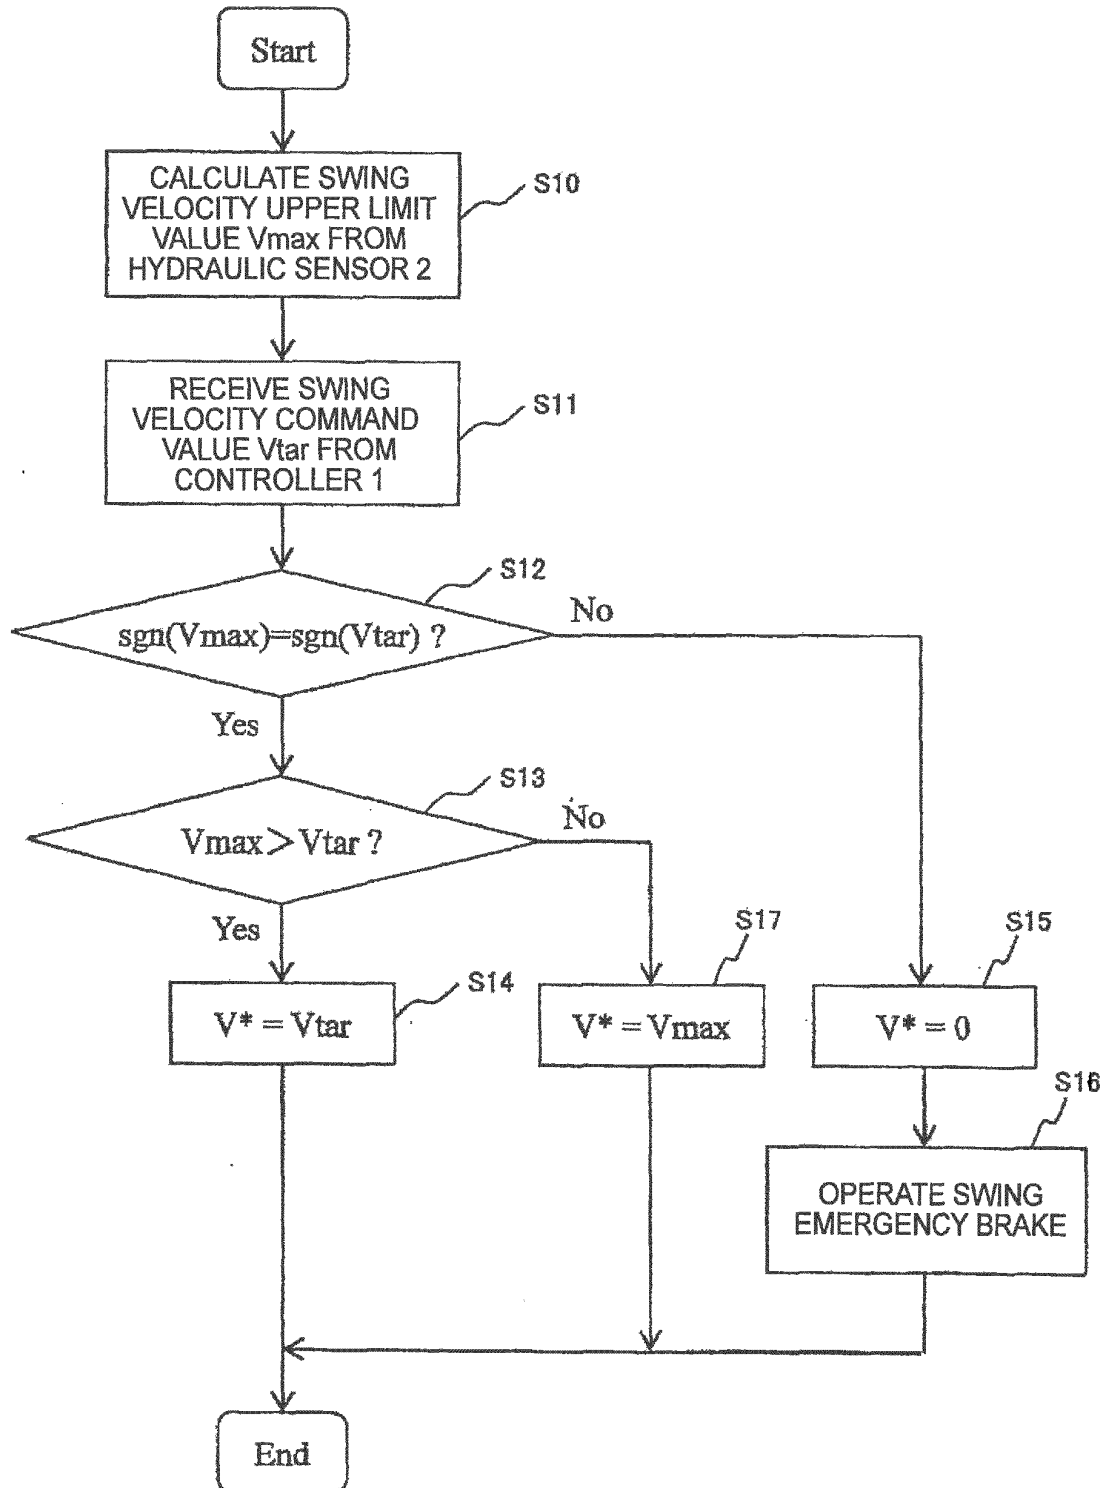 Start
CALCULATE SWING
VELOCITY UPPER LIMIT
VALUE Vmax FROM
HYDRAULIC SENSOR 2
S10
RECEIVE SWING
VELOCITY COMMAND
VALUE Vtar FROM
CONTROLLER 1
S11
S12
sgn(Vmax)=sgn(Vtar) ?
No
Yes
S13
Vmax>Vtar ?
No
Yes
S14
V* = Vtar
S17
V* = Vmax
S15
V* = 0
S16
OPERATE SWING
EMERGENCY BRAKE
End